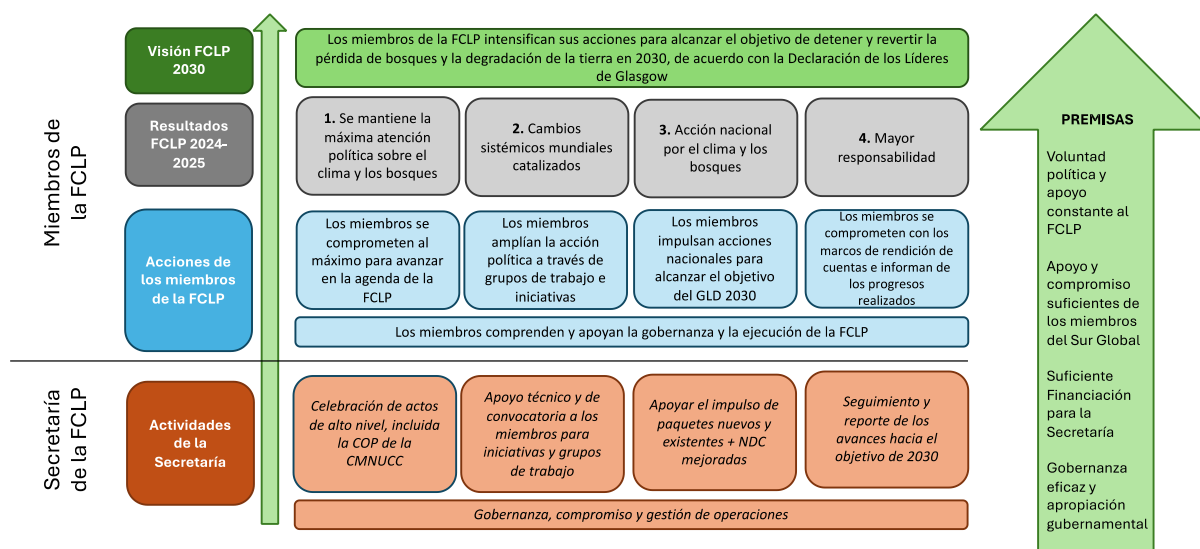 Miembros de
la FCLP
Visión FCLP
2030
Los miembros de la FCLP intensifican sus acciones para alcanzar el objetivo de detener y revertir la
pérdida de bosques y la degradación de la tierra en 2030, de acuerdo con la Declaración de los Líderes
de Glasgow
Resultados
FCLP 2024-
2025
1. Se mantiene la
máxima atención
política sobre el
clima y los bosques
2. Cambios
sistémicos mundiales
catalizados
3. Acción nacional
por el clima y los
bosques
4. Mayor
responsabilidad
Acciones de
los miembros
de la FCLP
Los miembros se
comprometen al
máximo para avanzar
en la agenda de la
FCLP
Los miembros
amplían la acción
política a través de
grupos de trabajo e
iniciativas
Los miembros
impulsan acciones
nacionales para
alcanzar el objetivo
del GLD 2030
Los miembros se
comprometen con los
marcos de rendición de
cuentas e informan de
los progresos
realizados
Los miembros comprenden y apoyan la gobernanza y la ejecución de la FCLP
Secretaría
de la FCLP
Actividades
de la
Secretaría
Celebración de actos
de alto nivel, incluida
la COP de la
CMNUCC
Apoyo técnico y de
convocatoria a los
miembros para
iniciativas y grupos
de trabajo
Apoyar el impulso de
paquetes nuevos y
existentes + NDC
mejoradas
Seguimiento y
reporte de los
avances hacia el
objetivo de 2030
Gobernanza, compromiso y gestión de operaciones
PREMISAS
Voluntad
política y
apoyo
constante al
FCLP
Apoyo y
compromiso
suficientes de
los miembros
del Sur Global
Suficiente
Financiación
para la
Secretaría
Gobernanza
eficaz y
apropiación
gubernamental